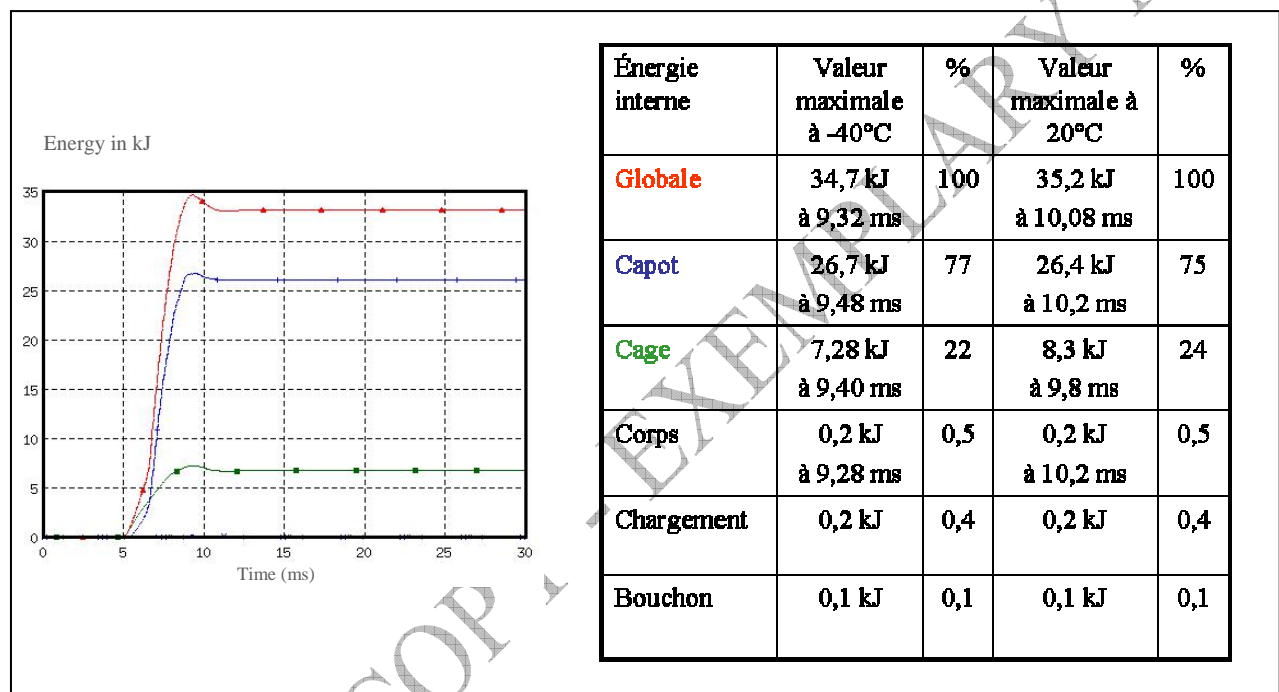 Energy in kJ
35
30
25
20
15
10
5
0
0 5 10 15 20 25 30
Time (ms)
Énergie interne Valeur maximale à -40°C % Valeur maximale à 20°C %
Globale 34,7 kJ 100 35,2 kJ 100
à 9,32 ms à 10,08 ms
Capot 26,7 kJ 77 26,4 kJ 75
à 9,48 ms à 10,2 ms
Cage 7,28 kJ 22 8,3 kJ 24
à 9,40 ms à 9,8 ms
Corps 0,2 kJ 0,5 0,2 kJ 0,5
à 9,28 ms à 10,2 ms
Chargement 0,2 kJ 0,4 0,2 kJ 0,4
Bouchon 0,1 kJ 0,1 0,1 kJ 0,1
COPY - EXEMPLARY